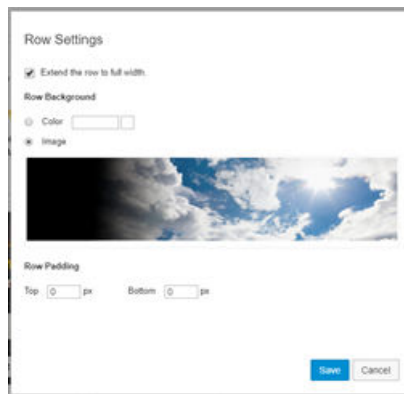 Row Settings
Extend the row to full width.
Row Background
Color
Image
Row Padding
Top 0 px Bottom 0 px
Save Cancel